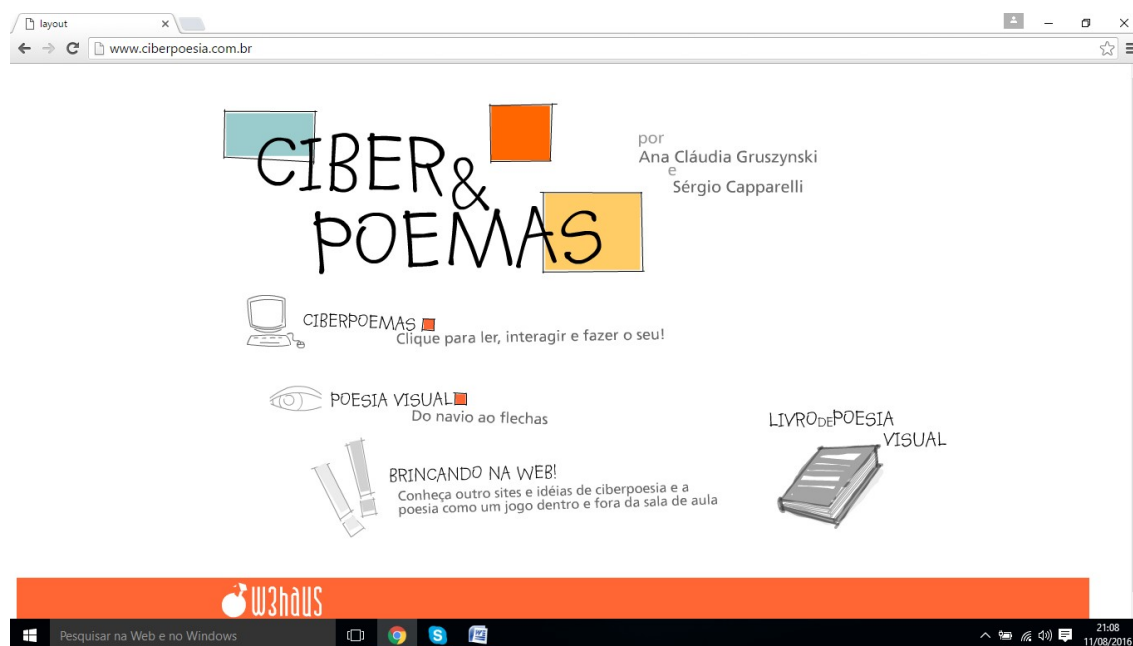 layout
www.ciberpoesia.com.br
CIBER&
POEMAS
por
Ana Cláudia Gruszynski
e
Sérgio Capparelli
CIBERPOEMAS
Clique para ler, interagir e fazer o seu!
POESIA VISUAL
Do navio ao flechas
LIVRO DE POESIA
VISUAL
BRINCANDO NA WEB!
Conheça outro sites e idéias de ciberpoesia e a
poesia como um jogo dentro e fora da sala de aula
W3haus
Pesquisar na Web e no Windows
21:08
11/08/2016